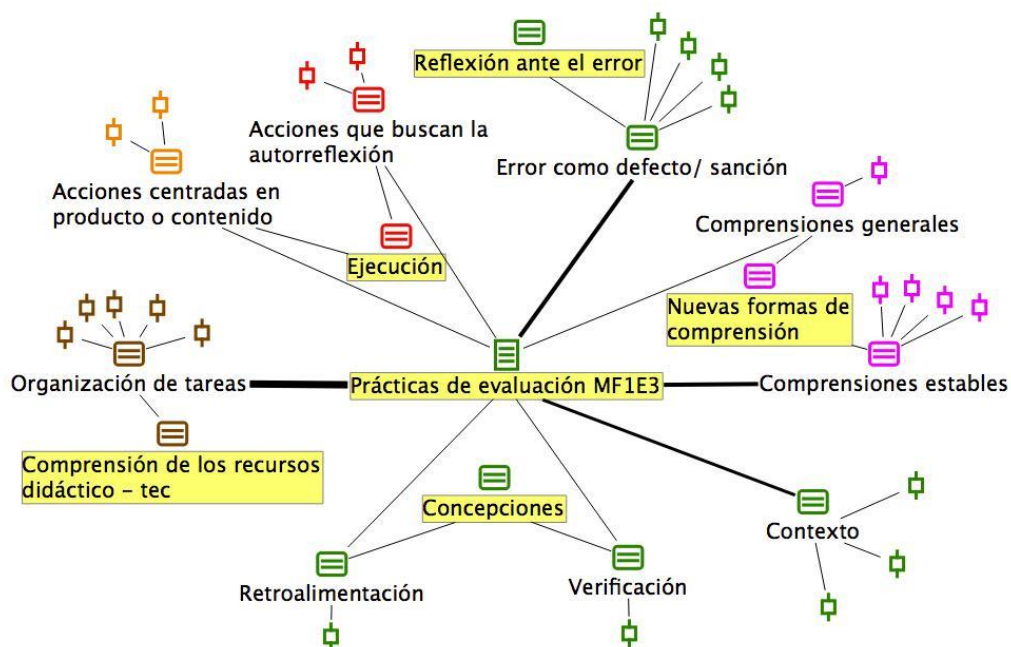 Reflexión ante el error
Acciones que buscan la
autorreflexión
Error como defecto/ sanción
Acciones centradas en
producto o contenido
Comprensiones generales
Ejecución
Nuevas formas de
comprensión
Organización de tareas
Prácticas de evaluación MF1E3
Comprensiones estables
Comprensión de los recursos
didáctico – tec
Concepciones
Contexto
Retroalimentación
Verificación